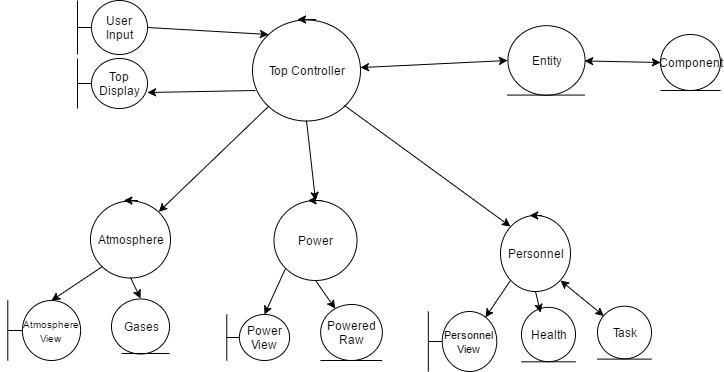 User
Input
Top
Display
Top Controller
Entity
Component
Atmosphere
Power
Personnel
Atmosphere
View
Gases
Power
View
Powered
Raw
Personnel
View
Health
Task